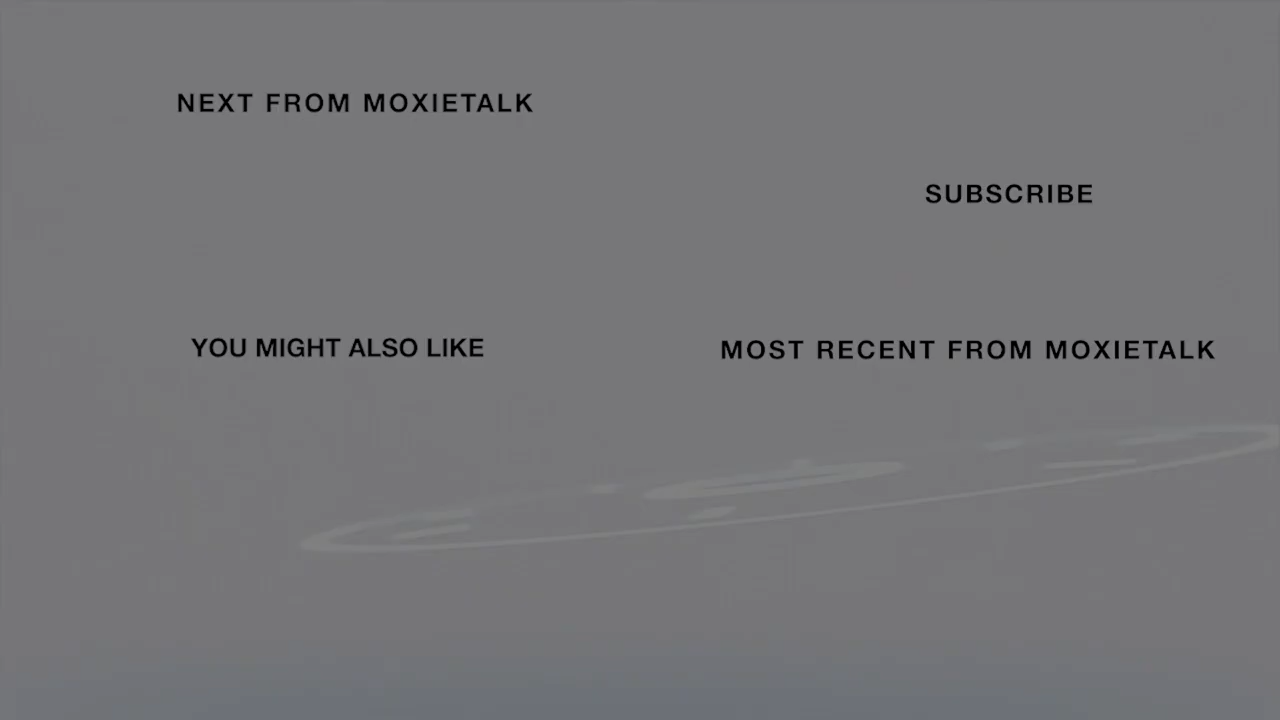 NEXT FROM MOXIETALK
SUBSCRIBE
YOU MIGHT ALSO LIKE
MOST RECENT FROM MOXIETALK